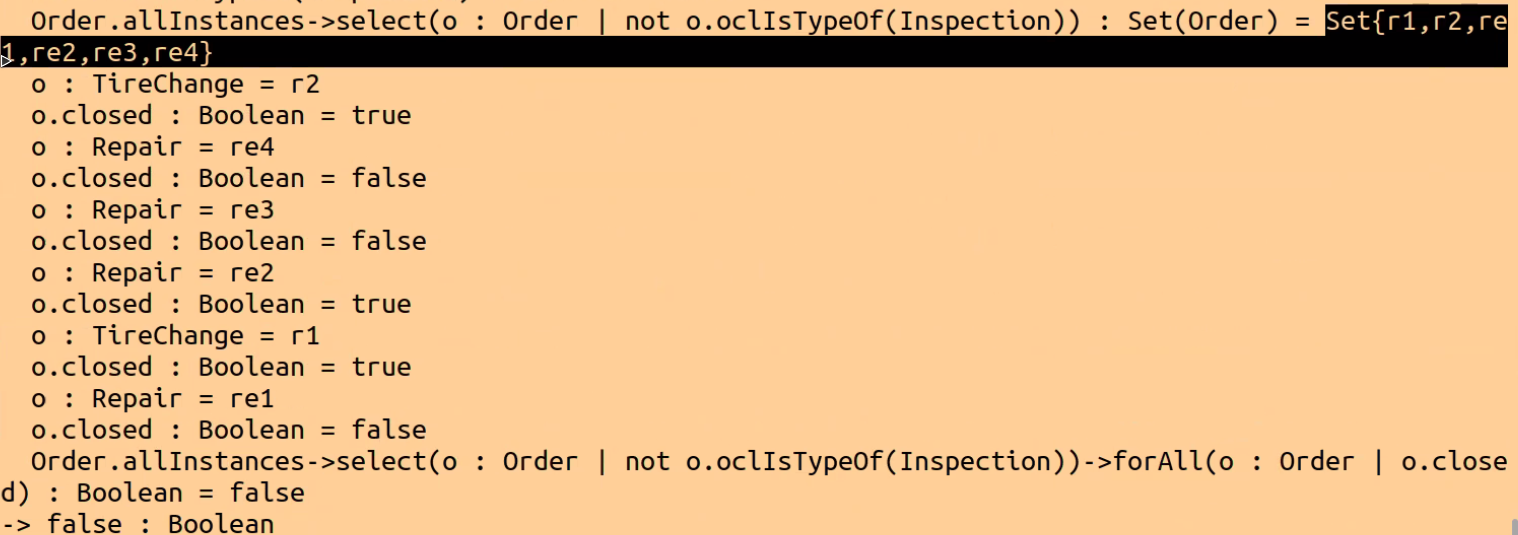 Order.allInstances->select(o : Order | not o.oclIsTypeOf(Inspection)) : Set(Order) = Set{r1,r2,re
1,re2,re3,re4}
o : TireChange = r2
o.closed : Boolean = true
o : Repair = re4
o.closed : Boolean = false
o : Repair = re3
o.closed : Boolean = false
o : Repair = re2
o.closed : Boolean = true
o : TireChange = r1
o.closed : Boolean = true
o : Repair = re1
o.closed : Boolean = false
Order.allInstances->select(o : Order | not o.oclIsTypeOf(Inspection))->forAll(o : Order | o.close
d) : Boolean = false
-> false : Boolean